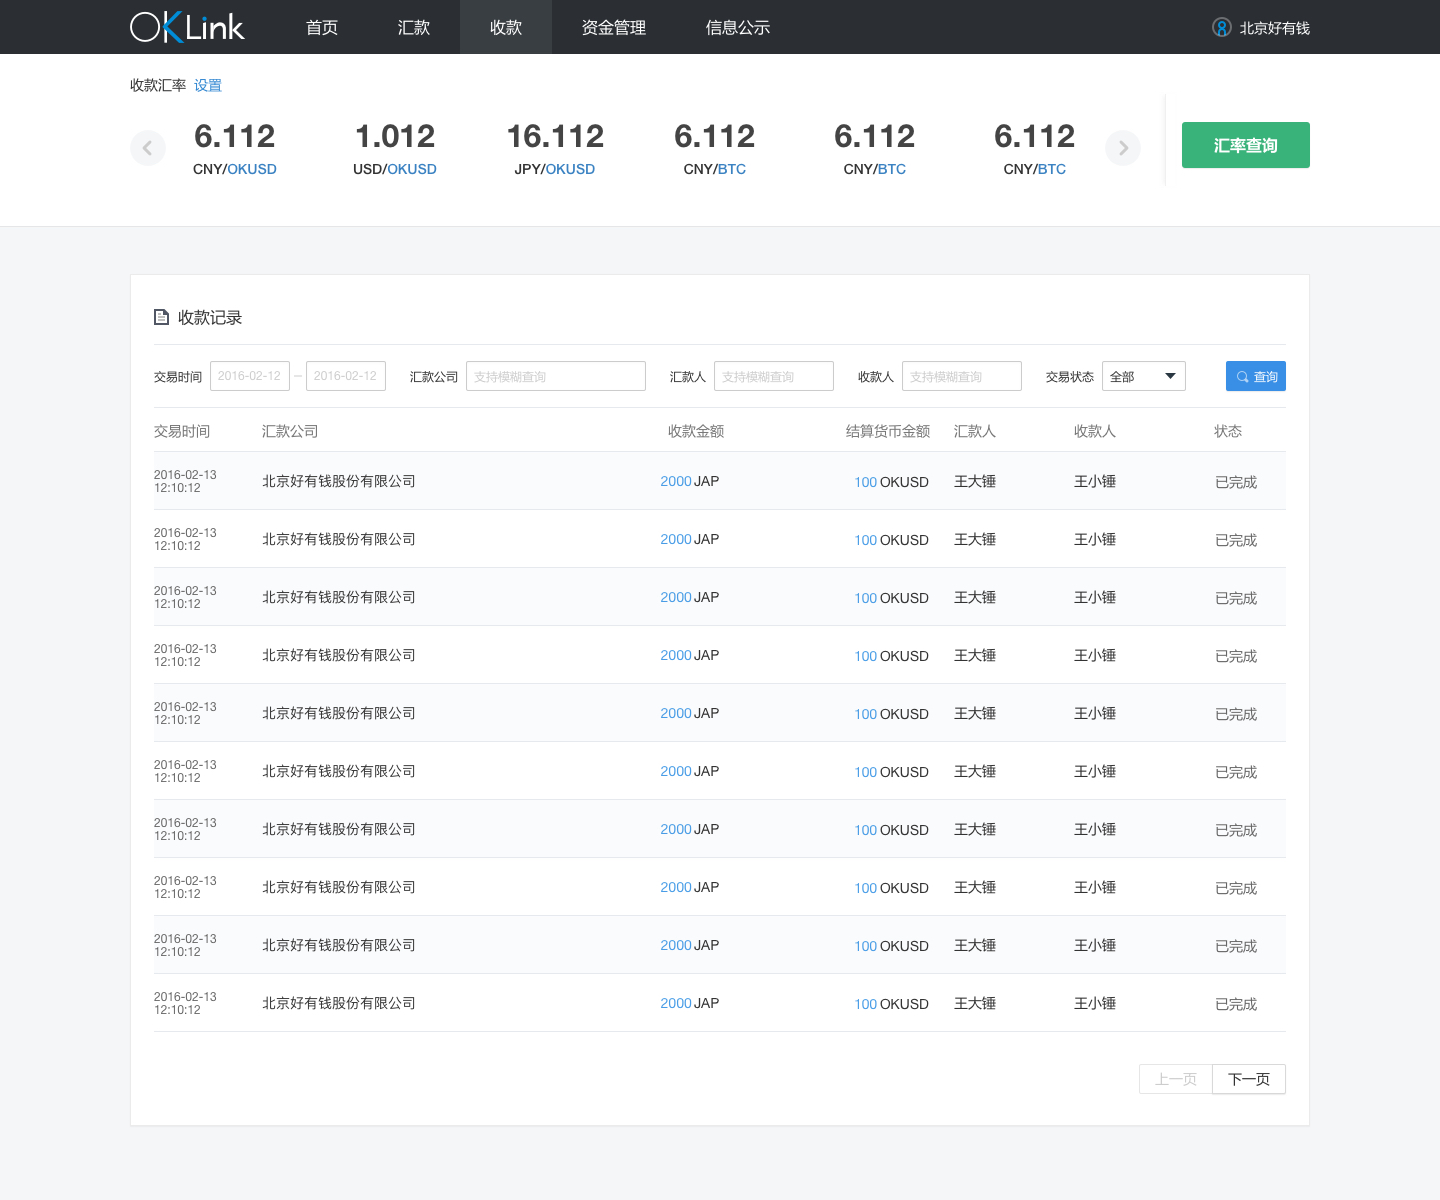 OKLink 首页 汇款 收款 资金管理 信息公示 北京好有钱
收款汇率 设置
6.112 1.012 16.112 6.112 6.112 6.112
CNY/OKUSD USD/OKUSD JPY/OKUSD CNY/BTC CNY/BTC CNY/BTC
汇率查询
收款记录
交易时间 2016-02-12 – 2016-02-12 汇款公司 支持模糊查询 汇款人 支持模糊查询 收款人 支持模糊查询 交易状态 全部 查询
交易时间 汇款公司 收款金额 结算货币金额 汇款人 收款人 状态
2016-02-13
12:10:12
北京好有钱股份有限公司 2000 JAP 100 OKUSD 王大锤 王小锤 已完成
2016-02-13
12:10:12
北京好有钱股份有限公司 2000 JAP 100 OKUSD 王大锤 王小锤 已完成
2016-02-13
12:10:12
北京好有钱股份有限公司 2000 JAP 100 OKUSD 王大锤 王小锤 已完成
2016-02-13
12:10:12
北京好有钱股份有限公司 2000 JAP 100 OKUSD 王大锤 王小锤 已完成
2016-02-13
12:10:12
北京好有钱股份有限公司 2000 JAP 100 OKUSD 王大锤 王小锤 已完成
2016-02-13
12:10:12
北京好有钱股份有限公司 2000 JAP 100 OKUSD 王大锤 王小锤 已完成
2016-02-13
12:10:12
北京好有钱股份有限公司 2000 JAP 100 OKUSD 王大锤 王小锤 已完成
2016-02-13
12:10:12
北京好有钱股份有限公司 2000 JAP 100 OKUSD 王大锤 王小锤 已完成
2016-02-13
12:10:12
北京好有钱股份有限公司 2000 JAP 100 OKUSD 王大锤 王小锤 已完成
2016-02-13
12:10:12
北京好有钱股份有限公司 2000 JAP 100 OKUSD 王大锤 王小锤 已完成
上一页 下一页